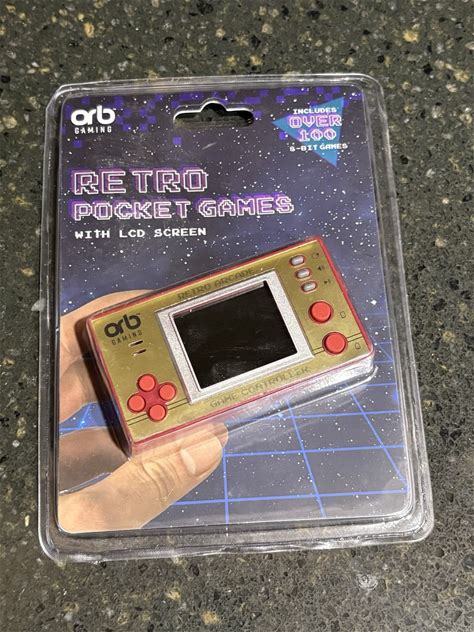 orb
GAMING
INCLUDES
OVER
100
8-BIT GAMES
RETRO
POCKET GAMES
WITH LCD SCREEN
RETRO ARCADE
orb
GAMING
GAME CONTROLLER